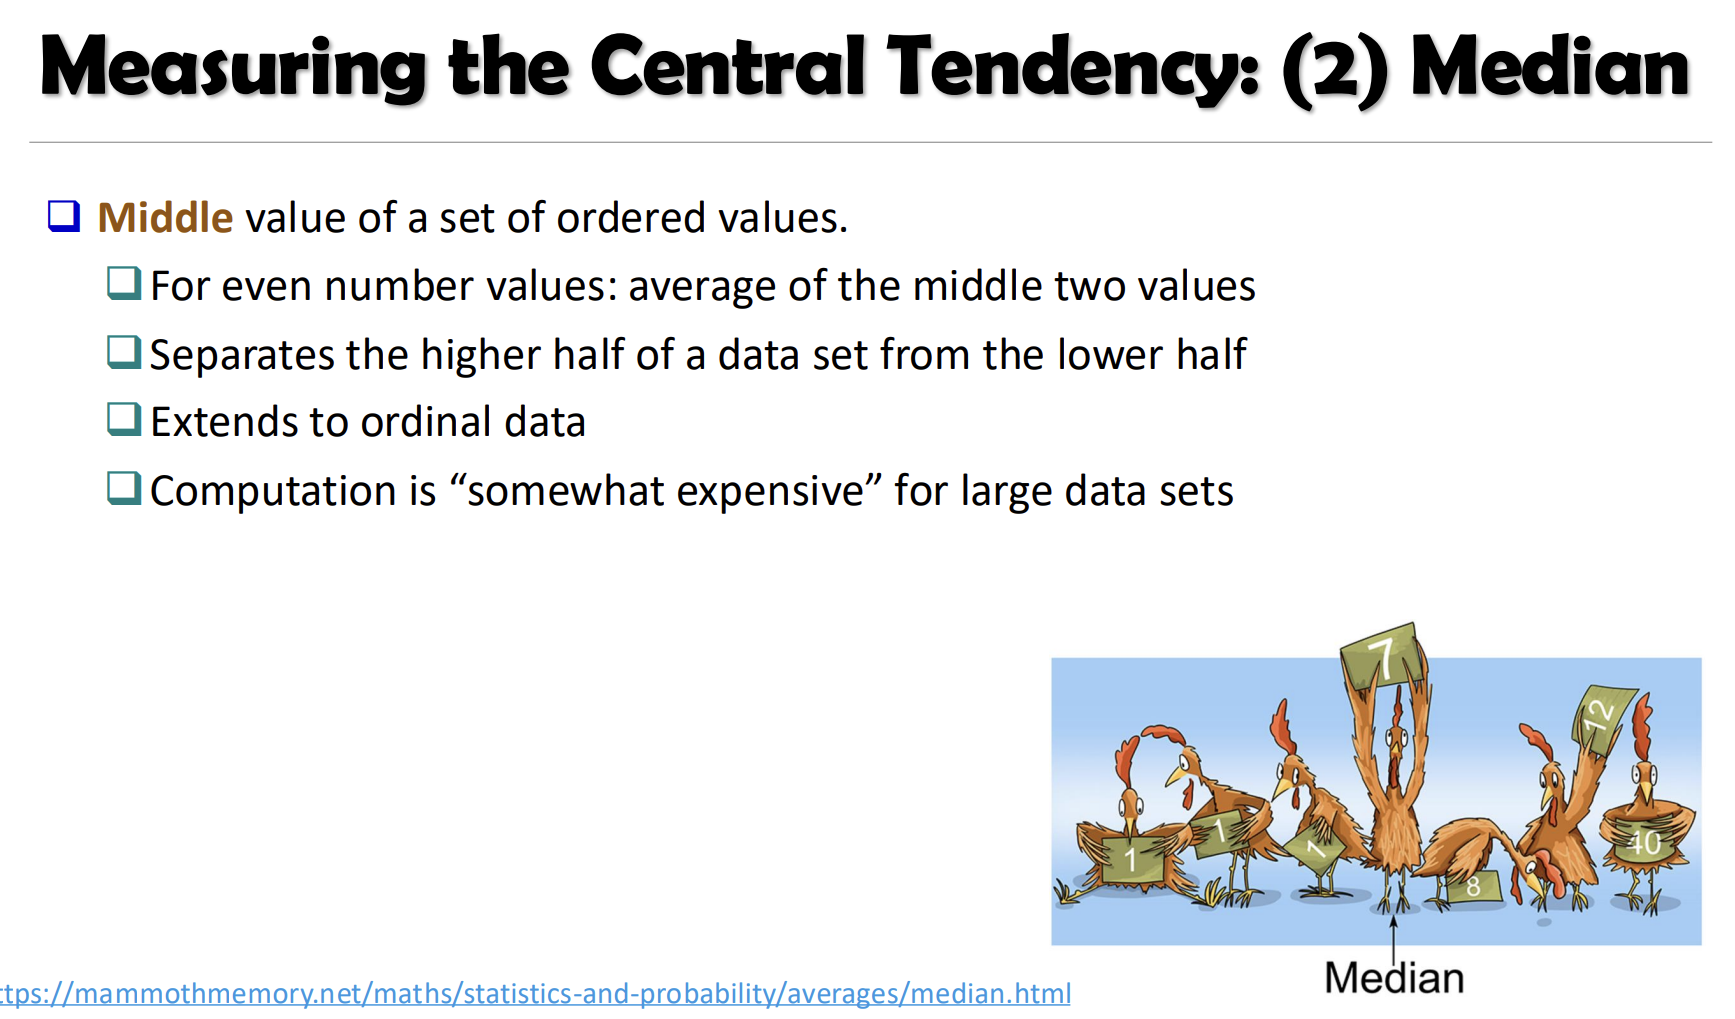 Measuring the Central Tendency: (2) Median
Middle value of a set of ordered values.
For even number values: average of the middle two values
Separates the higher half of a data set from the lower half
Extends to ordinal data
Computation is “somewhat expensive” for large data sets
7
12
1
1
1
8
40
Median
ttps://mammothmemory.net/maths/statistics-and-probability/averages/median.html